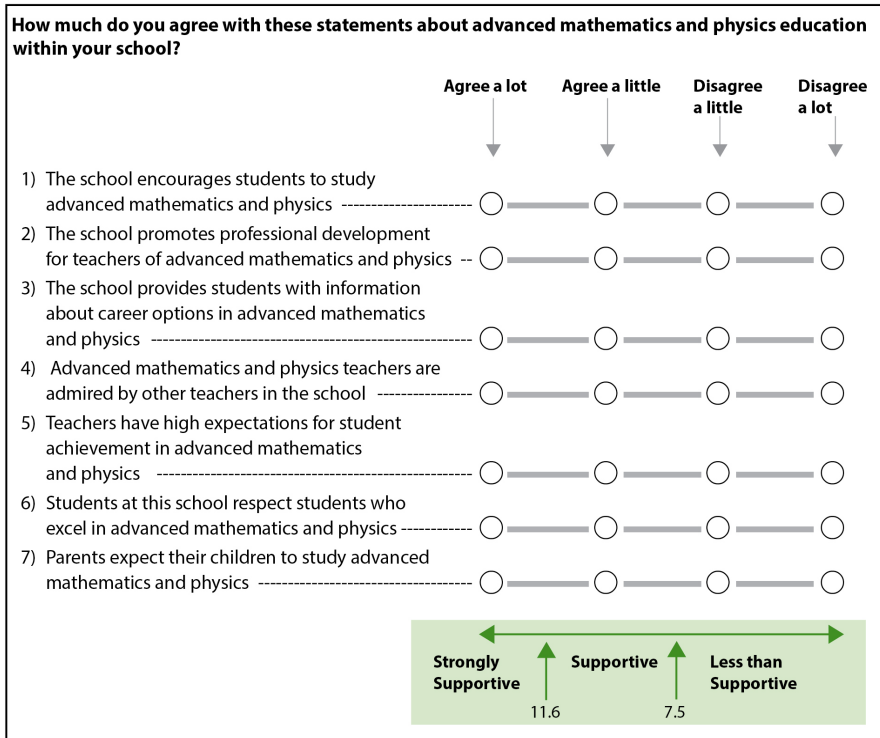 How much do you agree with these statements about advanced mathematics and physics education
within your school?
Agree a lot
Agree a little
Disagree
a little
Disagree
a lot
1) The school encourages students to study
advanced mathematics and physics
2) The school promotes professional development
for teachers of advanced mathematics and physics
3) The school provides students with information
about career options in advanced mathematics
and physics
4) Advanced mathematics and physics teachers are
admired by other teachers in the school
5) Teachers have high expectations for student
achievement in advanced mathematics
and physics
6) Students at this school respect students who
excel in advanced mathematics and physics
7) Parents expect their children to study advanced
mathematics and physics
Strongly
Supportive
Supportive
Less than
Supportive
11.6
7.5